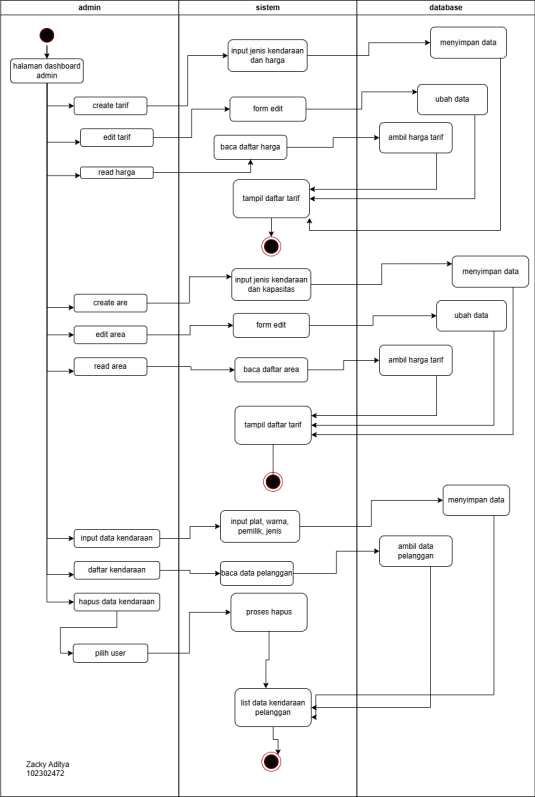 admin
sistem
database
halaman dashboard
admin
input jenis kendaraan
dan harga
menyimpan data
create tarif
form edit
ubah data
edit tarif
baca daftar harga
ambil harga tarif
read harga
tampil daftar tarif
input jenis kendaraan
dan kapasitas
menyimpan data
create are
form edit
ubah data
edit area
read area
baca daftar area
ambil harga tarif
tampil daftar tarif
input plat, warna,
pemilik, jenis
menyimpan data
input data kendaraan
ambil data
pelanggan
daftar kendaraan
baca data pelanggan
hapus data kendaraan
proses hapus
pilih user
list data kendaraan
pelanggan
Zacky Aditya
102302472